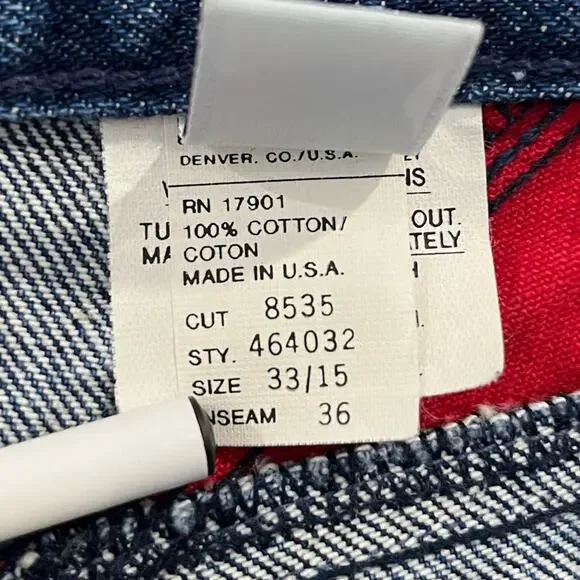 DENVER. CO./U.S.A.
IS
RN 17901
TU 100% COTTON/ OUT.
MA COTON TELY
MADE IN U.S.A.
CUT 8535
STY. 464032
SIZE 33/15
NSEAM 36